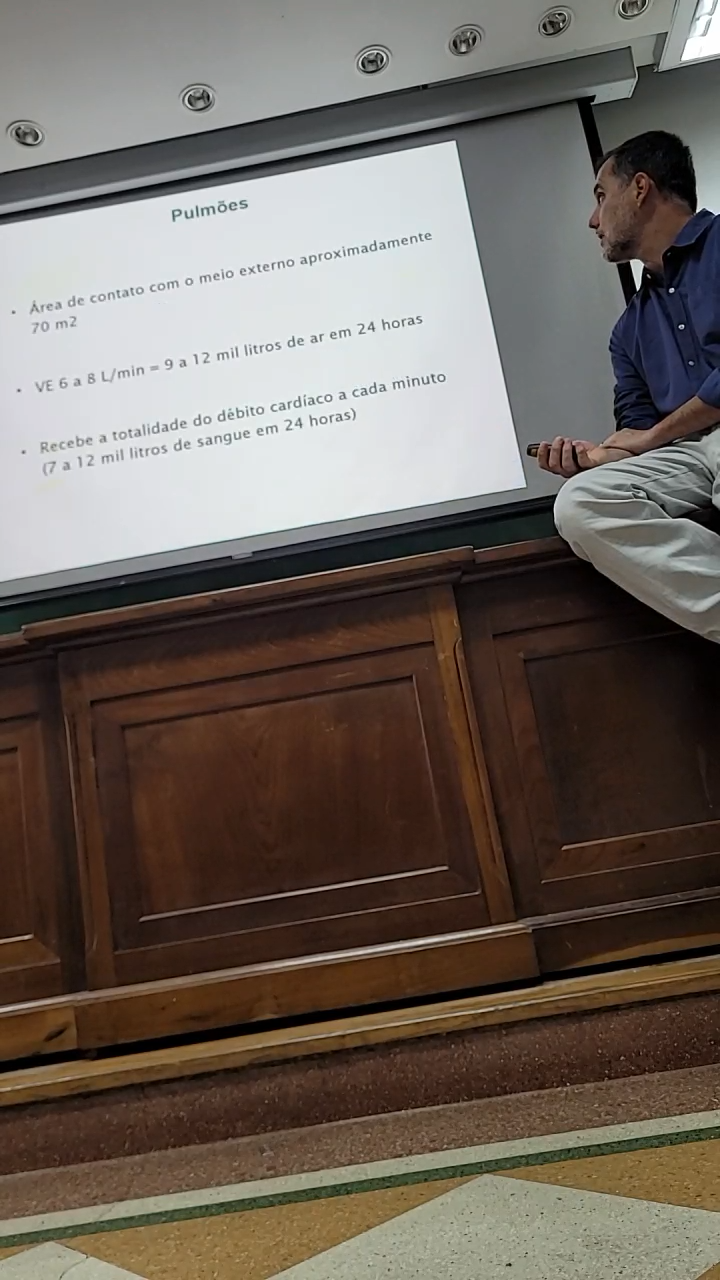 Pulmões
• Área de contato com o meio externo aproximadamente
70 m2
• VE 6 a 8 L/min = 9 a 12 mil litros de ar em 24 horas
• Recebe a totalidade do débito cardíaco a cada minuto
(7 a 12 mil litros de sangue em 24 horas)